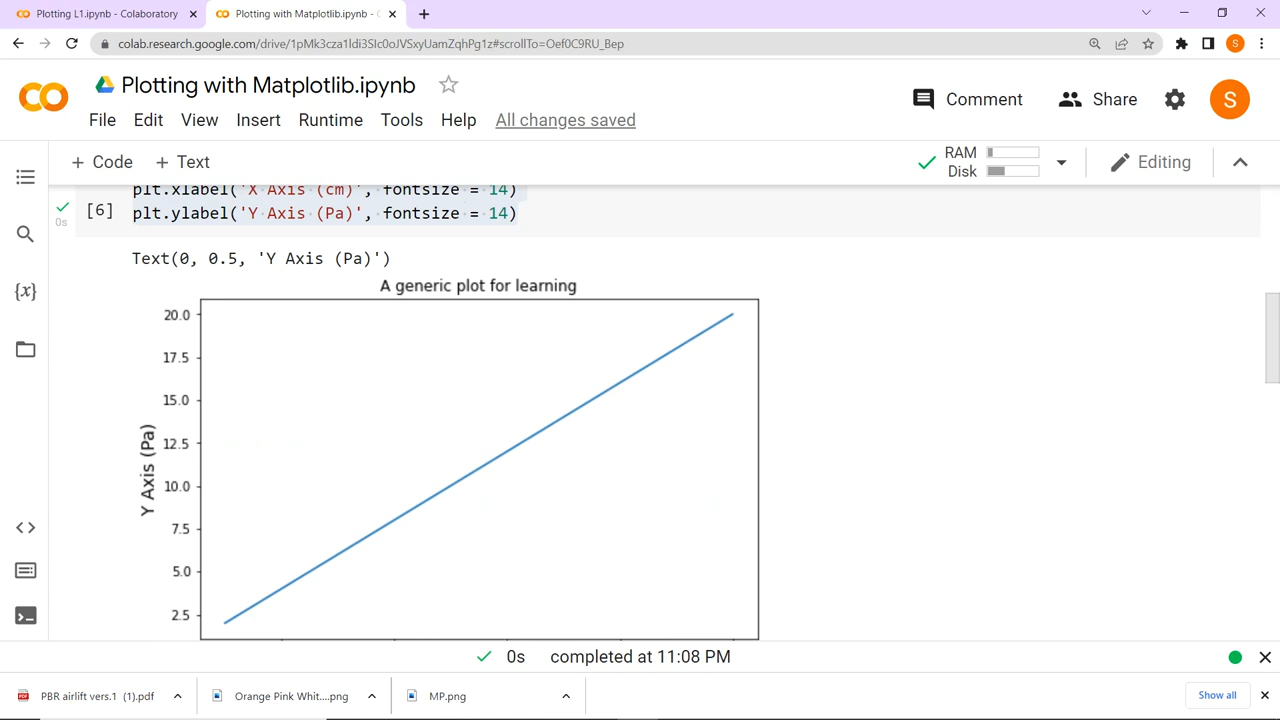 Plotting L1.ipynb - Colaboratory
Plotting with Matplotlib.ipynb -
colab.research.google.com/drive/1pMk3cza1ldi3SIc0oJVSxyUamZqhPg1z#scrollTo=Oef0C9RU_Bep
S
Plotting with Matplotlib.ipynb
Comment
Share
S
File Edit View Insert Runtime Tools Help All changes saved
+ Code + Text
RAM
Disk
Editing
plt.xlabel('X Axis (cm)', fontsize = 14)
[6] plt.ylabel('Y Axis (Pa)', fontsize = 14)
0s
Text(0, 0.5, 'Y Axis (Pa)')
{x}
A generic plot for learning
20.0
17.5
15.0
12.5
10.0
7.5
5.0
2.5
Y Axis (Pa)
0s completed at 11:08 PM
PBR airlift vers.1 (1).pdf
Orange Pink Whit....png
MP.png
Show all